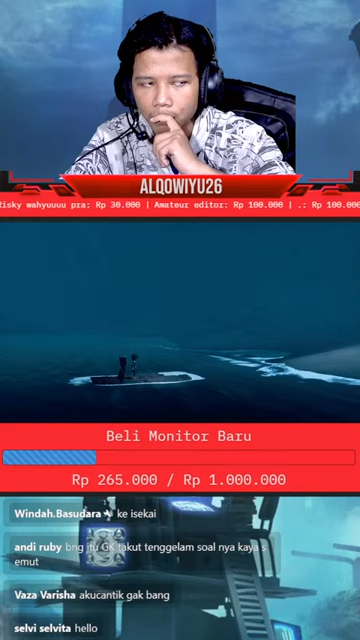 ALQOWIYU26
Risky wahyuuuu pra: Rp 30.000 | Amateur editor: Rp 100.000 | .: Rp 100.000
Beli Monitor Baru
Rp 265.000 / Rp 1.000.000
Windah.Basudara ke isekai
andi ruby bng itu GK takut tenggelam soal nya kaya s
emut
Vaza Varisha akucantik gak bang
selvi selvita hello